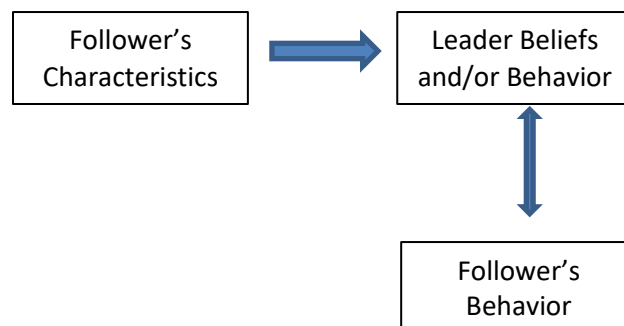 Follower’s
Characteristics
Leader Beliefs
and/or Behavior
Follower’s
Behavior